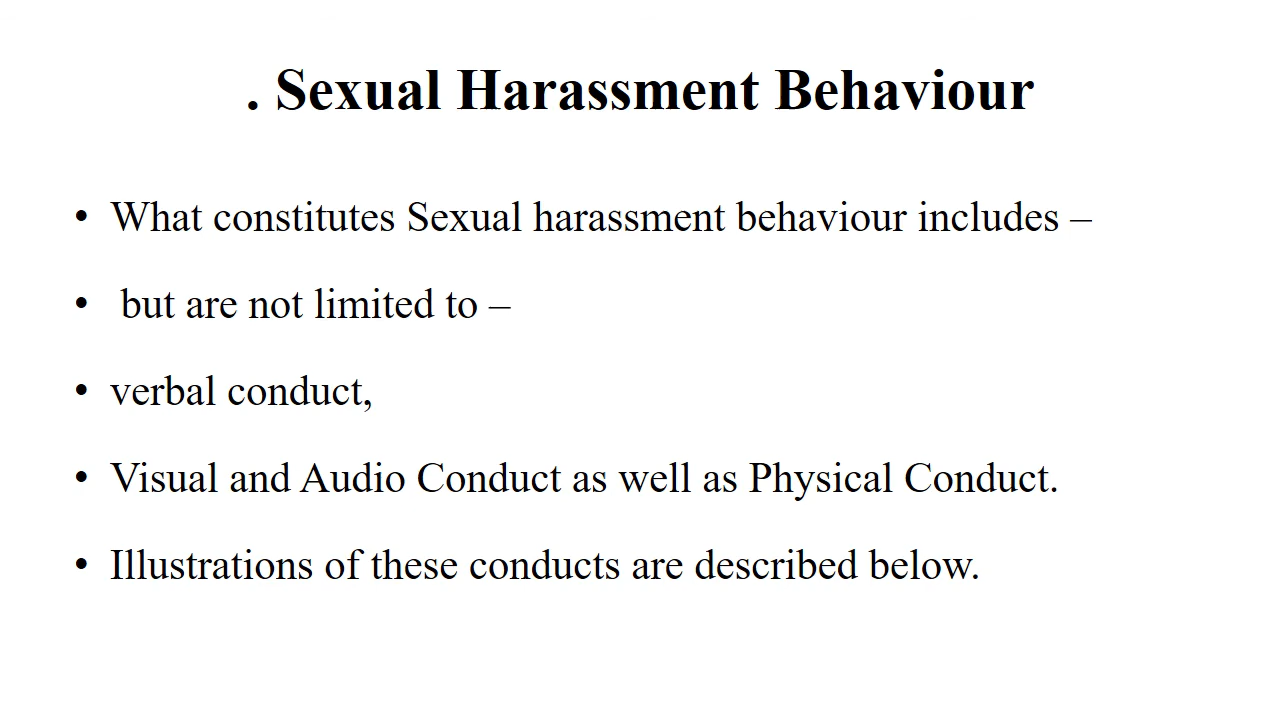 . Sexual Harassment Behaviour
• What constitutes Sexual harassment behaviour includes –
• but are not limited to –
• verbal conduct,
• Visual and Audio Conduct as well as Physical Conduct.
• Illustrations of these conducts are described below.